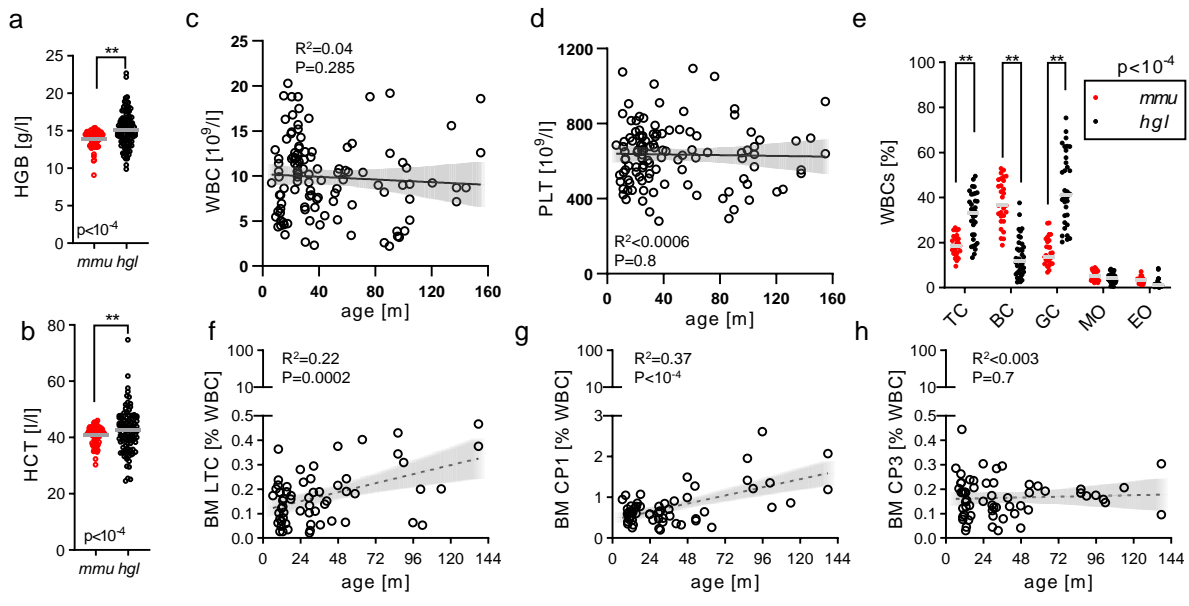 a
HGB [g/l]
25
20
15
10
5
0
**
p<10⁻⁴
mmu hgl
b
HCT [l/l]
80
60
40
20
0
**
p<10⁻⁴
mmu hgl
c
WBC [10⁹/l]
25
20
15
10
5
0
R²=0.04
P=0.285
0 40 80 120 160
age [m]
d
PLT [10⁹/l]
1200
900
600
300
0
R²<0.0006
P=0.8
0 40 80 120 160
age [m]
e
WBCs [%]
100
80
60
40
20
0
** ** **
p<10⁻⁴
mmu
hgl
TC BC GC MO EO
f
BM LTC [% WBC]
100
10
0.5
0.4
0.3
0.2
0.1
0.0
R²=0.22
P=0.0002
0 24 48 72 96 120 144
age [m]
g
BM CP1 [% WBC]
100
10
3
2
1
0
R²=0.37
P<10⁻⁴
0 24 48 72 96 120 144
age [m]
h
BM CP3 [% WBC]
100
10
0.5
0.4
0.3
0.2
0.1
0.0
R²<0.003
P=0.7
0 24 48 72 96 120 144
age [m]